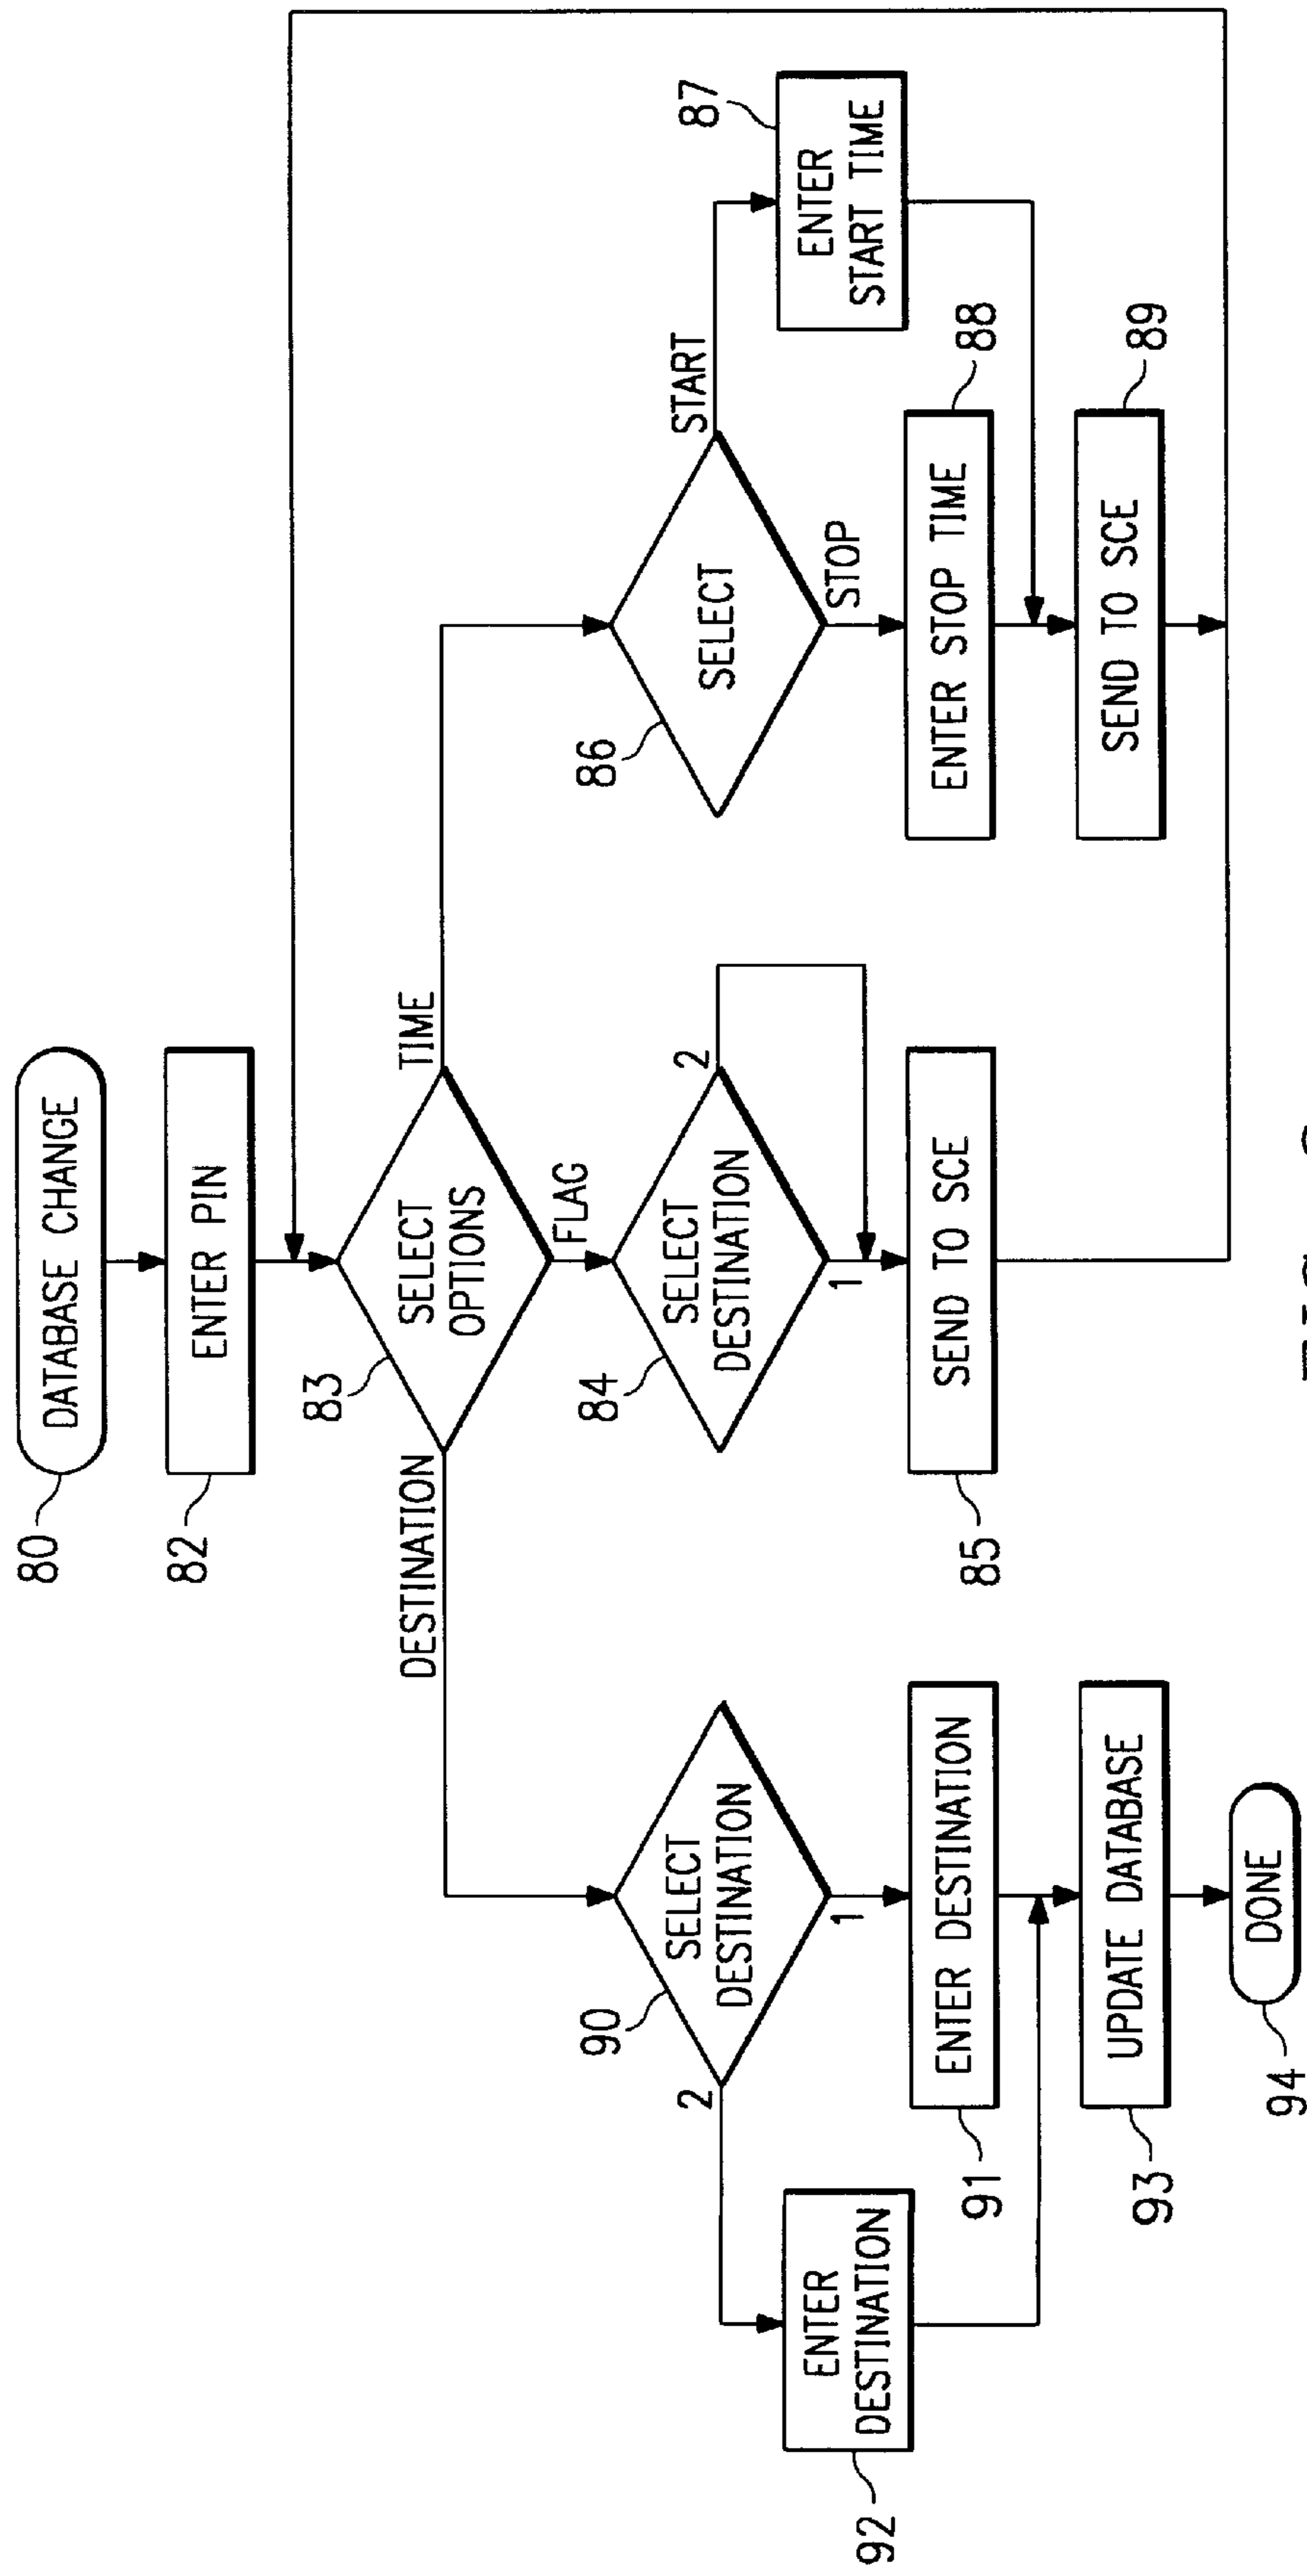 80
DATABASE CHANGE
82
ENTER PIN
83
SELECT
OPTIONS
DESTINATION
FLAG
TIME
90
SELECT
DESTINATION
2
1
84
SELECT
DESTINATION
2
1
86
SELECT
START
STOP
92
ENTER
DESTINATION
91
ENTER DESTINATION
85
SEND TO SCE
88
ENTER STOP TIME
87
ENTER
START TIME
93
UPDATE DATABASE
89
SEND TO SCE
94
DONE